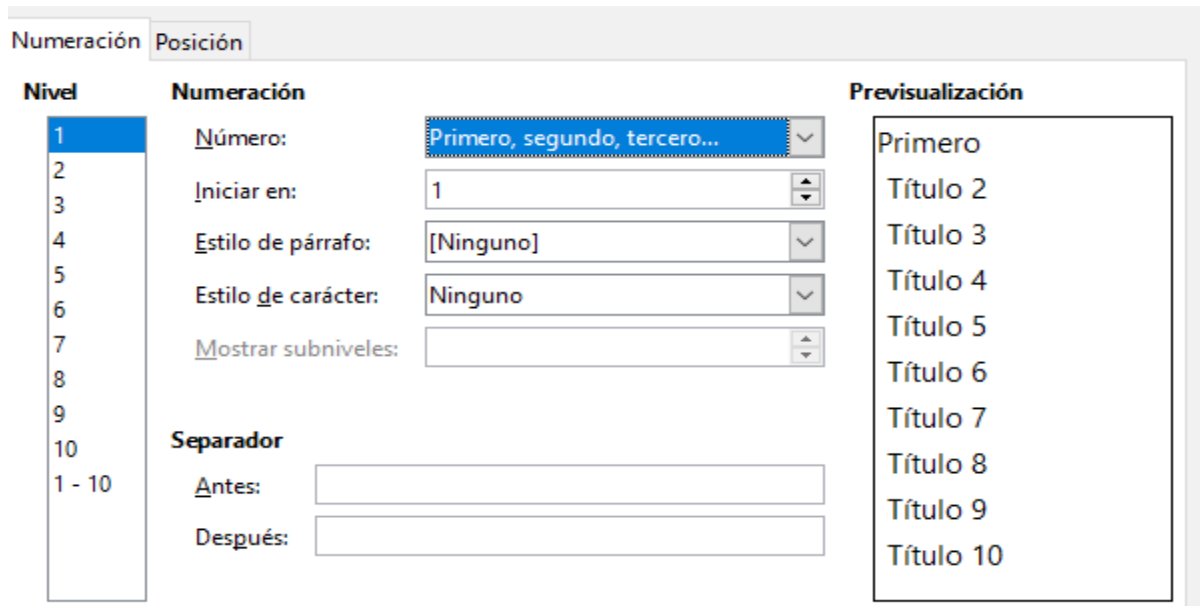 Numeración Posición
Nivel
1
2
3
4
5
6
7
8
9
10
1 - 10
Numeración
Número: Primero, segundo, tercero...
Iniciar en: 1
Estilo de párrafo: [Ninguno]
Estilo de carácter: Ninguno
Mostrar subniveles:
Separador
Antes:
Después:
Previsualización
Primero
Título 2
Título 3
Título 4
Título 5
Título 6
Título 7
Título 8
Título 9
Título 10